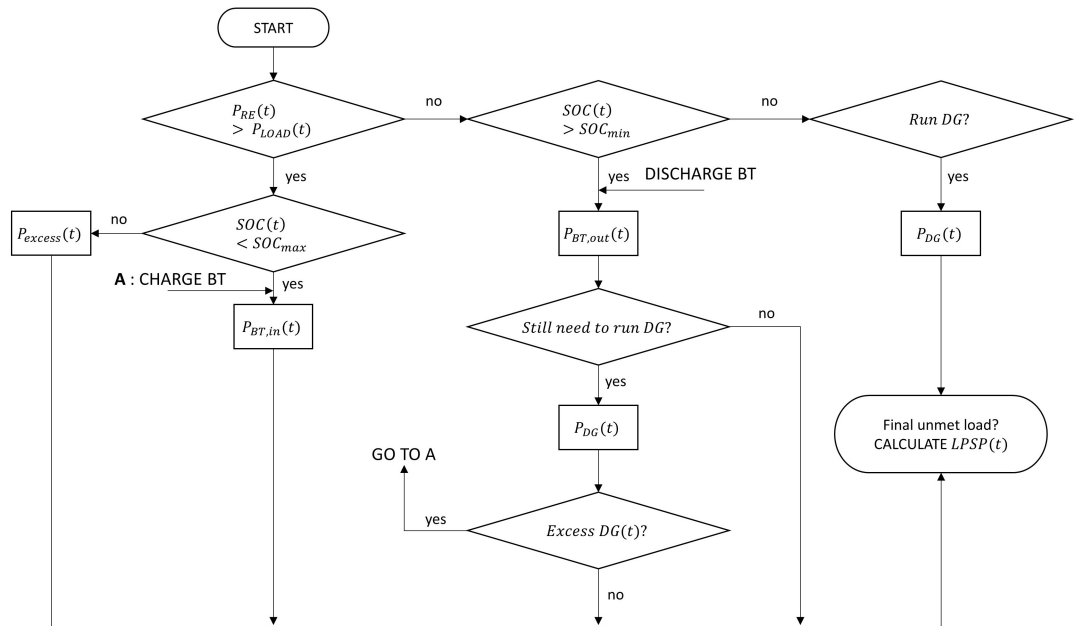 START
P_RE(t)
> P_LOAD(t)
no
SOC(t)
> SOC_min
no
Run DG?
yes
yes
DISCHARGE BT
yes
P_excess(t)
no
SOC(t)
< SOC_max
P_BT,out(t)
P_DG(t)
A : CHARGE BT
yes
P_BT,in(t)
Still need to run DG?
no
yes
P_DG(t)
Final unmet load?
CALCULATE LPSP(t)
GO TO A
yes
Excess DG(t)?
no